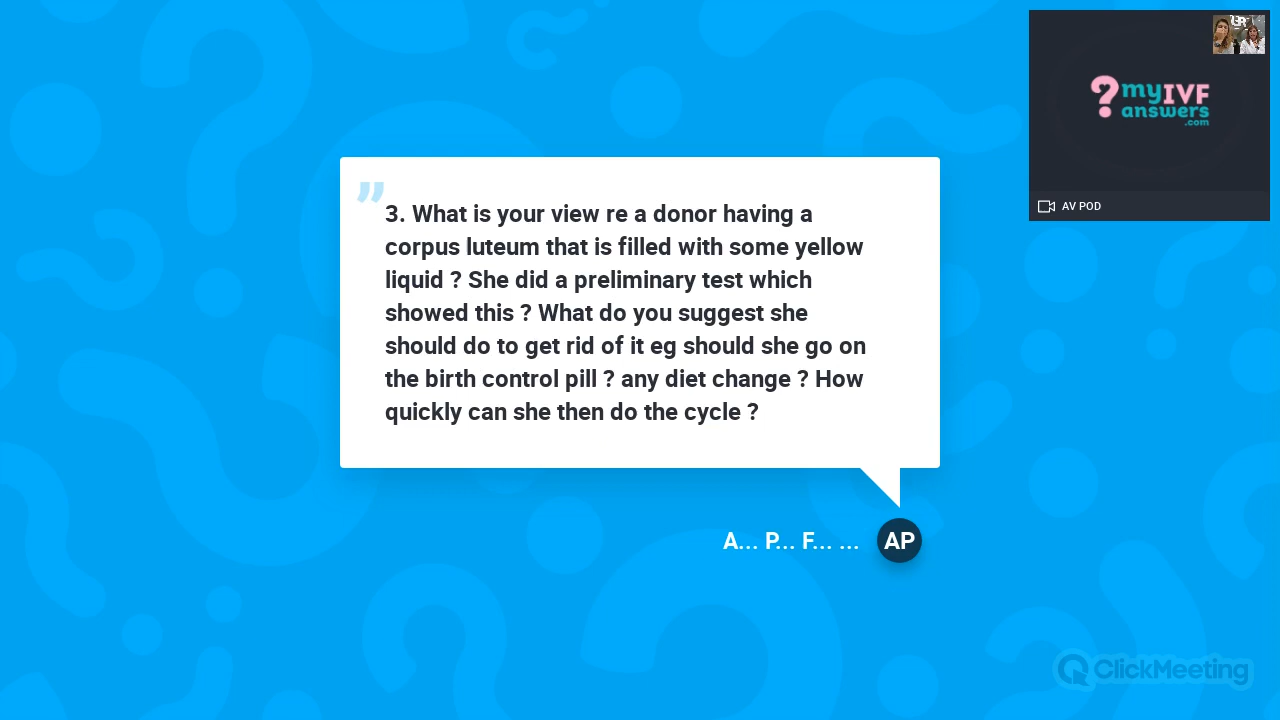 3. What is your view re a donor having a
corpus luteum that is filled with some yellow
liquid ? She did a preliminary test which
showed this ? What do you suggest she
should do to get rid of it eg should she go on
the birth control pill ? any diet change ? How
quickly can she then do the cycle ?
A... P... F... ...
AP
?myIVF
answers
.com
AV POD
ClickMeeting